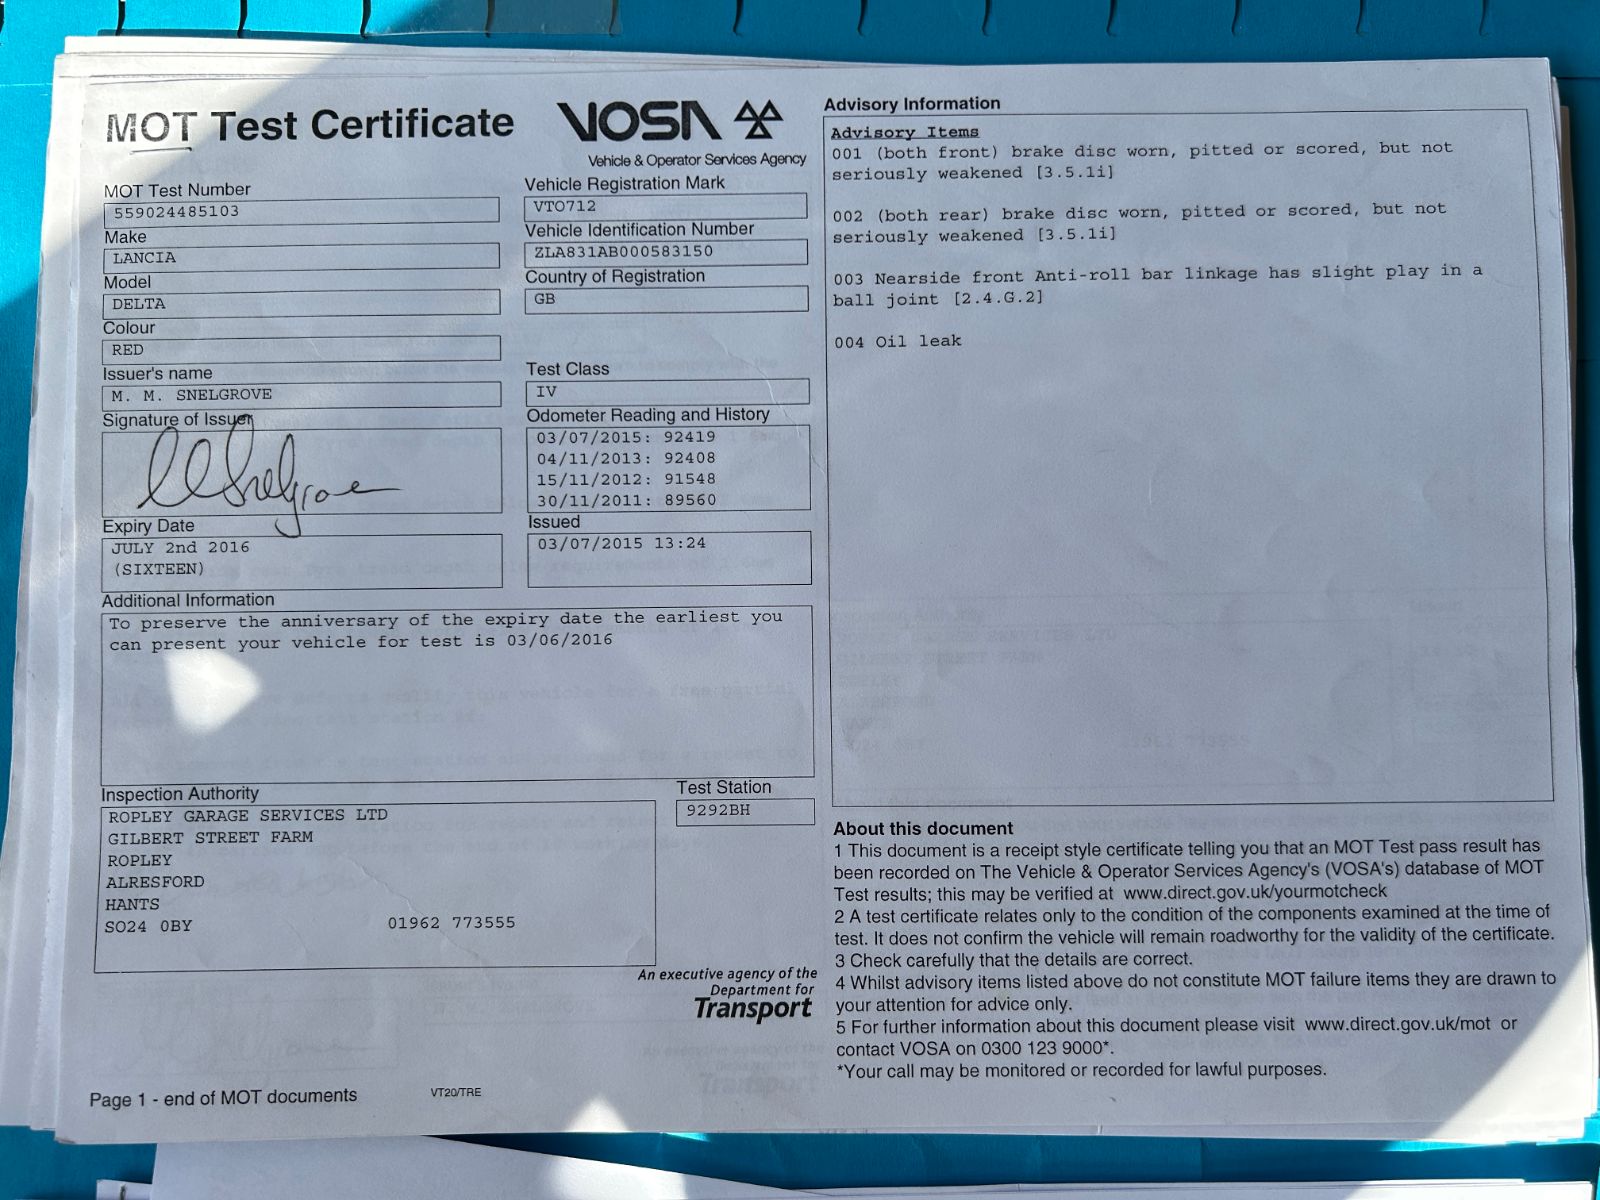 MOT Test Certificate
VOSA
Vehicle & Operator Services Agency
MOT Test Number
559024485103
Make
LANCIA
Model
DELTA
Colour
RED
Issuer's name
M. M. SNELGROVE
Signature of Issuer
Expiry Date
JULY 2nd 2016
(SIXTEEN)
Vehicle Registration Mark
VTO712
Vehicle Identification Number
ZLA831AB000583150
Country of Registration
GB
Test Class
IV
Odometer Reading and History
03/07/2015: 92419
04/11/2013: 92408
15/11/2012: 91548
30/11/2011: 89560
Issued
03/07/2015 13:24
Additional Information
To preserve the anniversary of the expiry date the earliest you
can present your vehicle for test is 03/06/2016
Inspection Authority
ROPLEY GARAGE SERVICES LTD
GILBERT STREET FARM
ROPLEY
ALRESFORD
HANTS
SO24 0BY 01962 773555
Test Station
9292BH
An executive agency of the
Department for
Transport
Page 1 - end of MOT documents
VT20/TRE
Advisory Information
Advisory Items
001 (both front) brake disc worn, pitted or scored, but not
seriously weakened [3.5.1i]
002 (both rear) brake disc worn, pitted or scored, but not
seriously weakened [3.5.1i]
003 Nearside front Anti-roll bar linkage has slight play in a
ball joint [2.4.G.2]
004 Oil leak
About this document
1 This document is a receipt style certificate telling you that an MOT Test pass result has
been recorded on The Vehicle & Operator Services Agency's (VOSA's) database of MOT
Test results; this may be verified at www.direct.gov.uk/yourmotcheck
2 A test certificate relates only to the condition of the components examined at the time of
test. It does not confirm the vehicle will remain roadworthy for the validity of the certificate.
3 Check carefully that the details are correct.
4 Whilst advisory items listed above do not constitute MOT failure items they are drawn to
your attention for advice only.
5 For further information about this document please visit www.direct.gov.uk/mot or
contact VOSA on 0300 123 9000*.
*Your call may be monitored or recorded for lawful purposes.